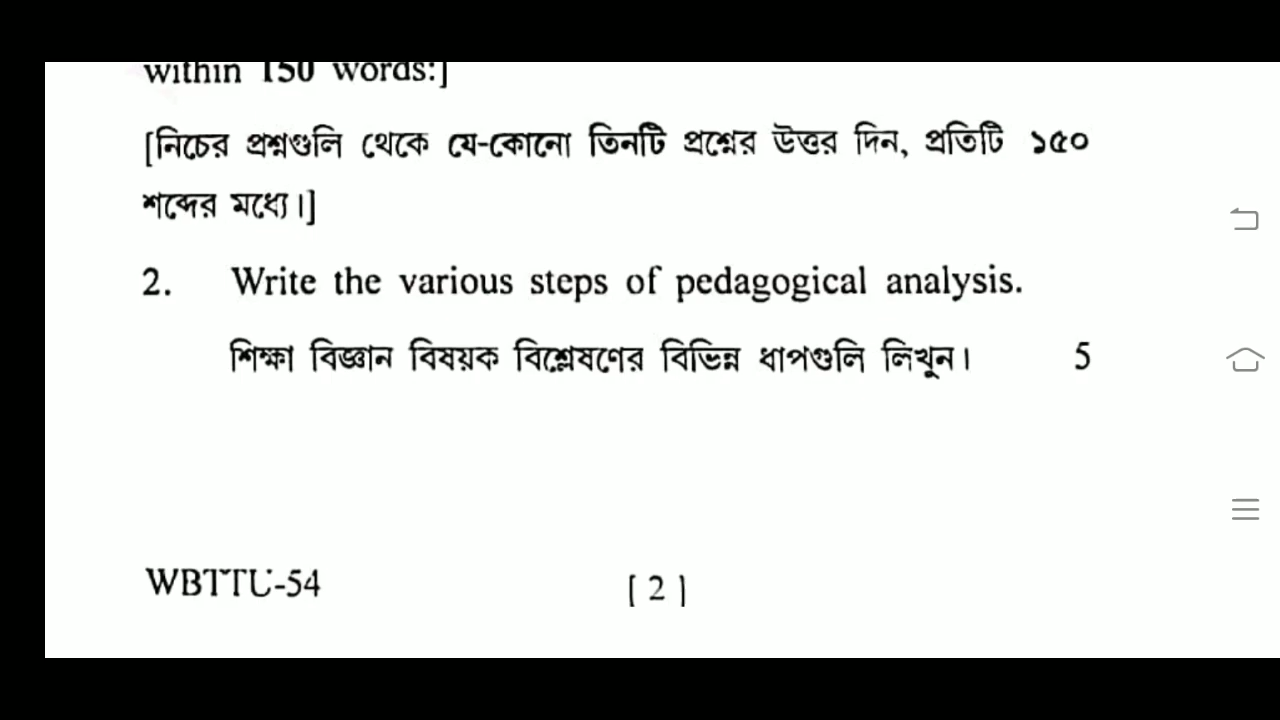 within 150 words:]
[নিচের প্রশ্নগুলি থেকে যে-কোনো তিনটি প্রশ্নের উত্তর দিন, প্রতিটি ১৫০
শব্দের মধ্যে।]
2. Write the various steps of pedagogical analysis.
শিক্ষা বিজ্ঞান বিষয়ক বিশ্লেষণের বিভিন্ন ধাপগুলি লিখুন। 5
WBTTU-54 [ 2 ]